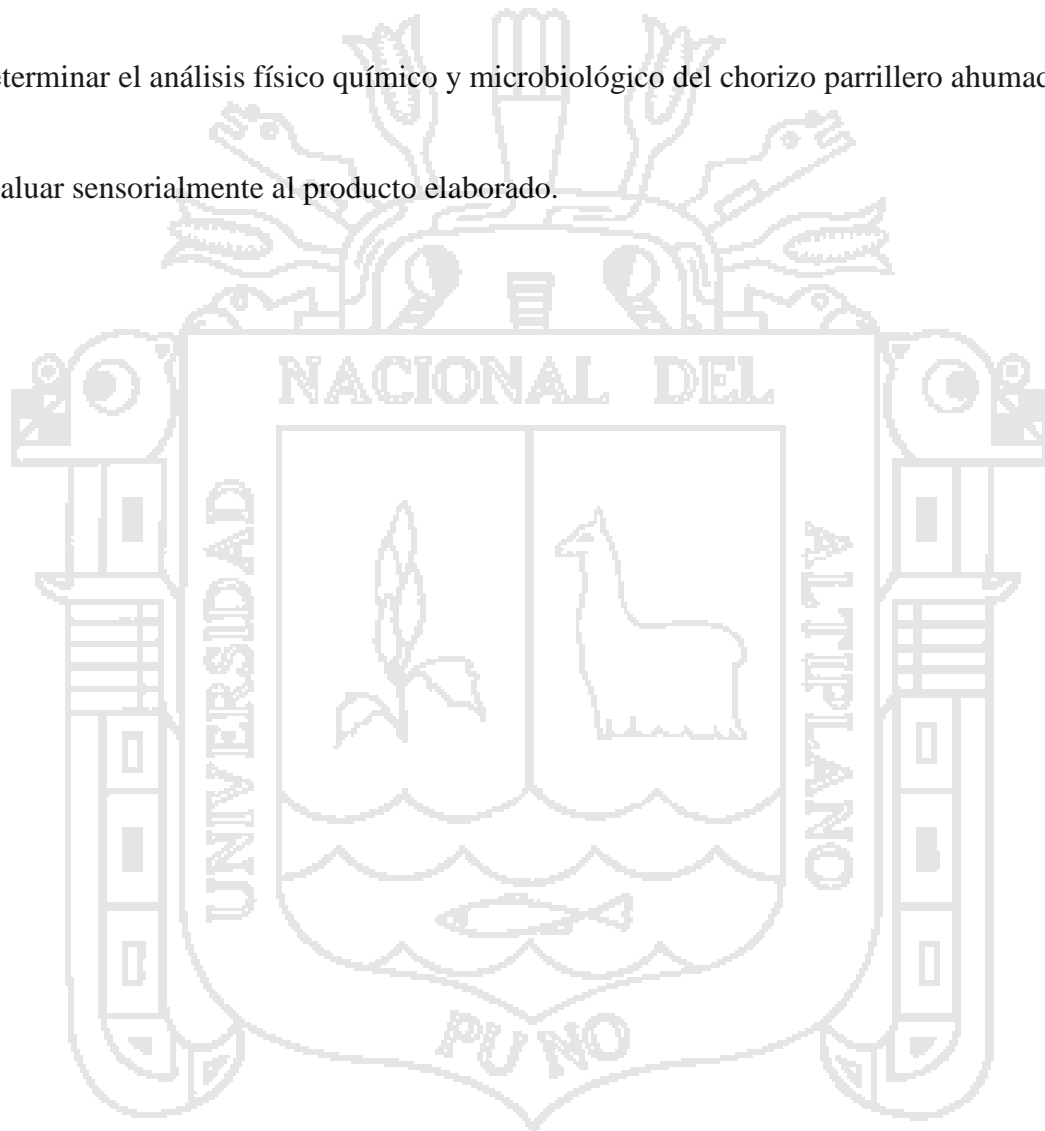 eterminar el análisis físico químico y microbiológico del chorizo parrillero ahumad
aluar sensorialmente al producto elaborado.
NACIONAL DEL
UNIVERSIDAD
ALTIPLANO
PUNO